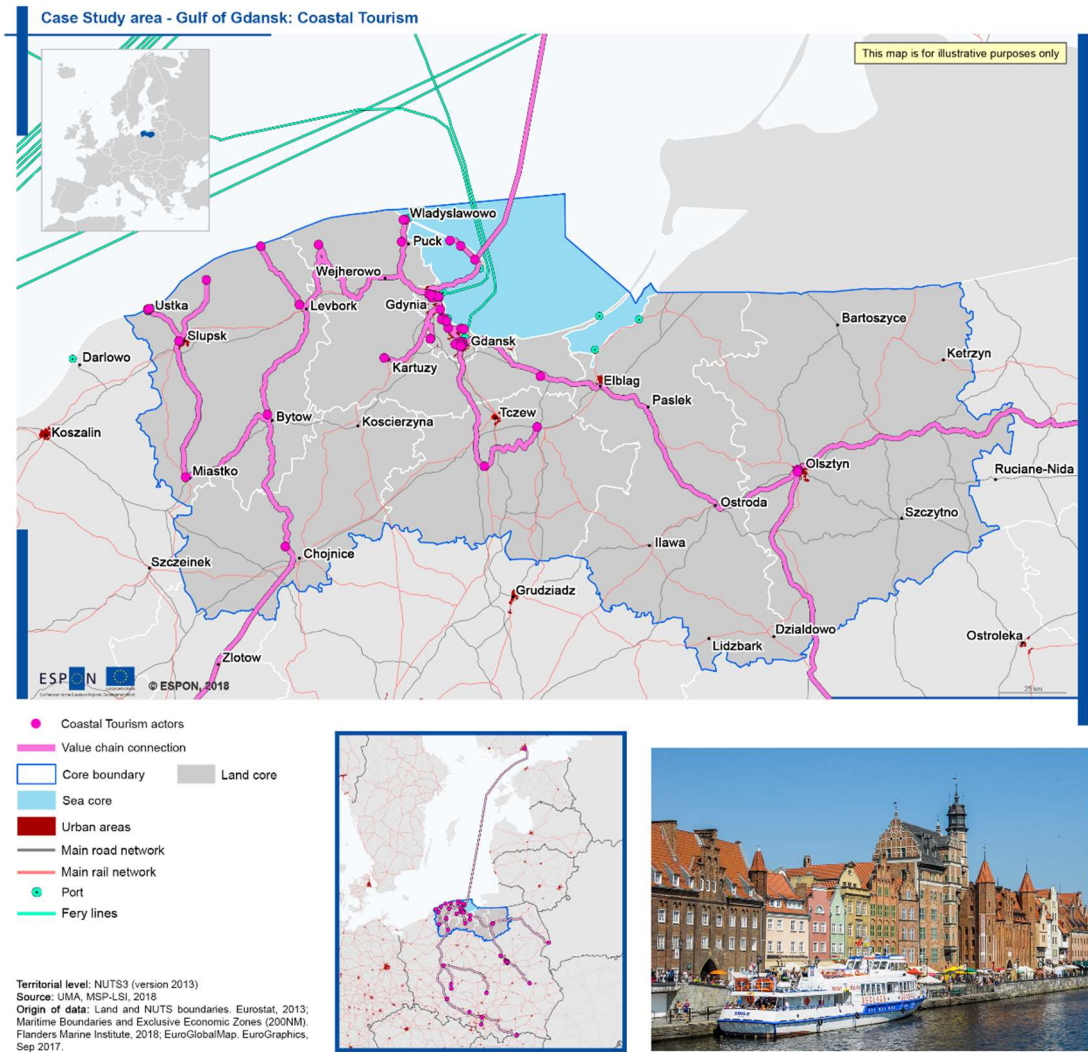 Case Study area - Gulf of Gdansk: Coastal Tourism
This map is for illustrative purposes only
Wladyslawowo
Puck
Wejherowo
Ustka
Levbork
Gdynia
Slupsk
Gdansk
Bartoszyce
Darlowo
Kartuzy
Ketrzyn
Elblag
Paslek
Bytow
Koscierzyna
Tczew
Koszalin
Miastko
Olsztyn
Ruciane-Nida
Ostroda
Szczytno
Szczeinek
Chojnice
Ilawa
Grudziadz
Dzialdowo
Lidzbark
Ostroleka
Zlotow
ESPON
© ESPON, 2018
25 km
Coastal Tourism actors
Value chain connection
Core boundary
Land core
Sea core
Urban areas
Main road network
Main rail network
Port
Fery lines
Territorial level: NUTS3 (version 2013)
Source: UMA, MSP-LSI, 2018
Origin of data: Land and NUTS boundaries. Eurostat, 2013;
Maritime Boundaries and Exclusive Economic Zones (200NM).
Flanders Marine Institute, 2018; EuroGlobalMap. EuroGraphics,
Sep 2017.